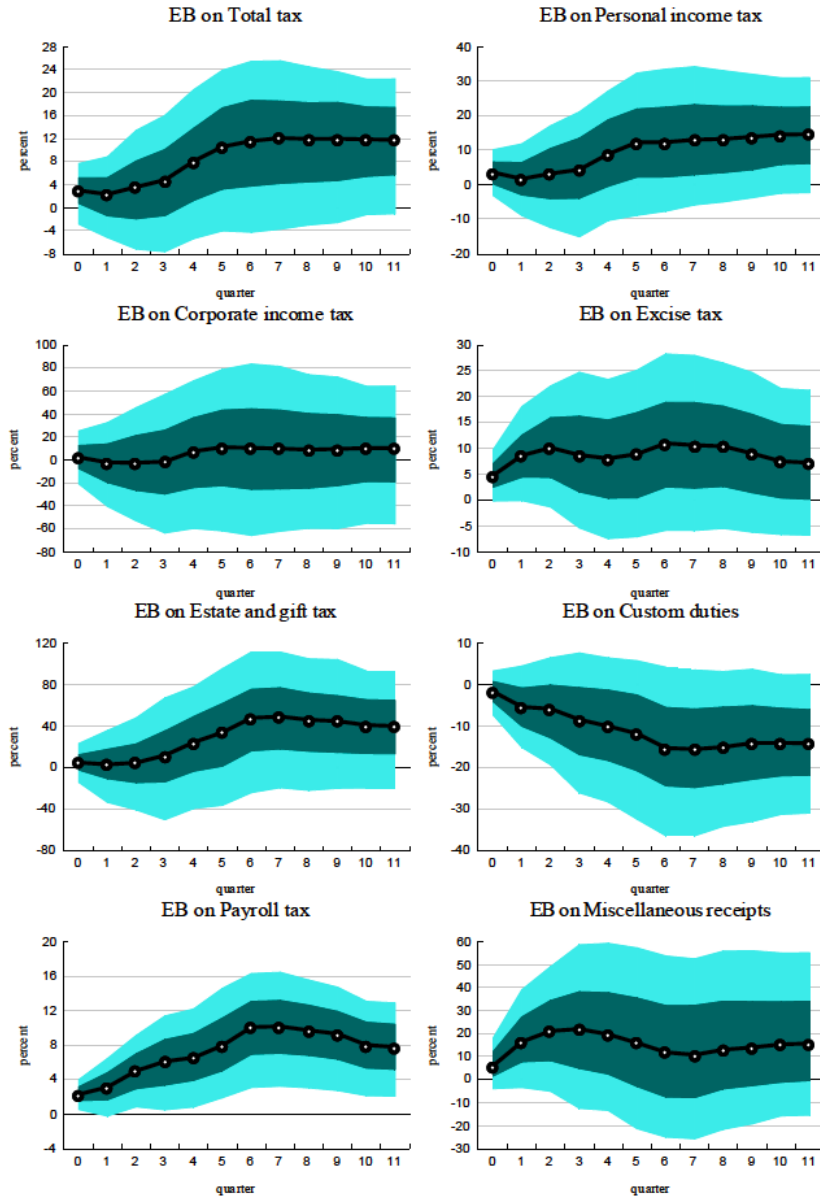 EB on Total tax
percent
28
24
20
16
12
8
4
0
-4
-8
0 1 2 3 4 5 6 7 8 9 10 11
quarter
EB on Personal income tax
percent
40
30
20
10
0
-10
-20
0 1 2 3 4 5 6 7 8 9 10 11
quarter
EB on Corporate income tax
percent
100
80
60
40
20
0
-20
-40
-60
-80
0 1 2 3 4 5 6 7 8 9 10 11
quarter
EB on Excise tax
percent
30
25
20
15
10
5
0
-5
-10
0 1 2 3 4 5 6 7 8 9 10 11
quarter
EB on Estate and gift tax
percent
120
80
40
0
-40
-80
0 1 2 3 4 5 6 7 8 9 10 11
quarter
EB on Custom duties
percent
10
0
-10
-20
-30
-40
0 1 2 3 4 5 6 7 8 9 10 11
quarter
EB on Payroll tax
percent
20
16
12
8
4
0
-4
0 1 2 3 4 5 6 7 8 9 10 11
quarter
EB on Miscellaneous receipts
percent
60
50
40
30
20
10
0
-10
-20
-30
0 1 2 3 4 5 6 7 8 9 10 11
quarter